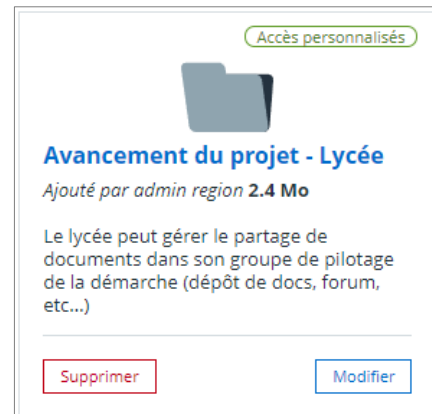 Accès personnalisés
Avancement du projet - Lycée
Ajouté par admin region 2.4 Mo
Le lycée peut gérer le partage de
documents dans son groupe de pilotage
de la démarche (dépôt de docs, forum,
etc...)
Supprimer
Modifier